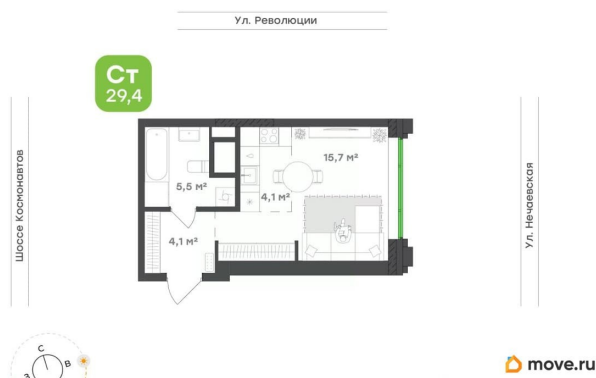 Ул. Революции
Ст
29,4
Шоссе Космонавтов
15,7 м²
5,5 м²
4,1 м²
4,1 м²
Ул. Нечаевская
С
В
З
move.ru